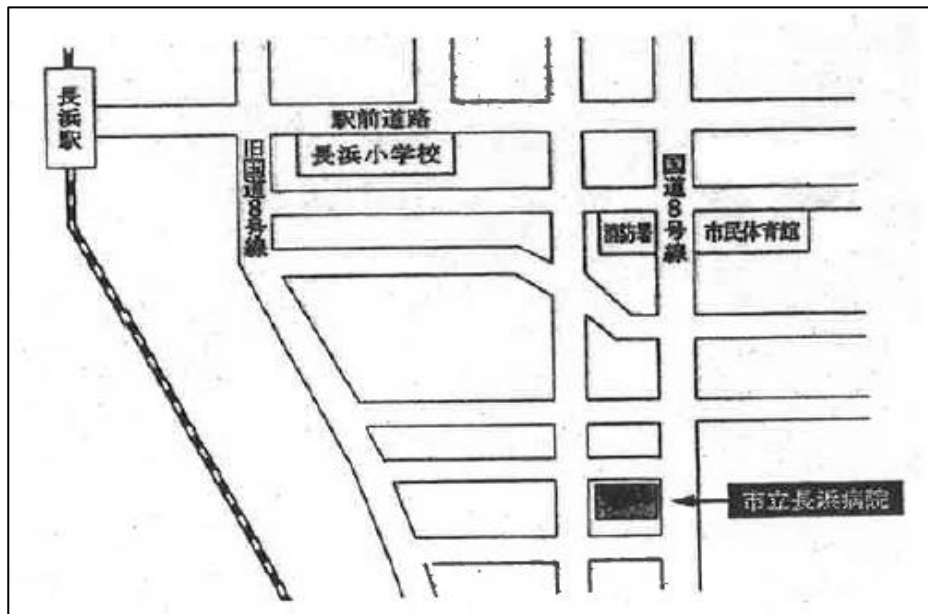 長浜駅
駅前道路
長浜小学校
旧国道8号線
国道8号線
消防署
市民体育館
市立長浜病院